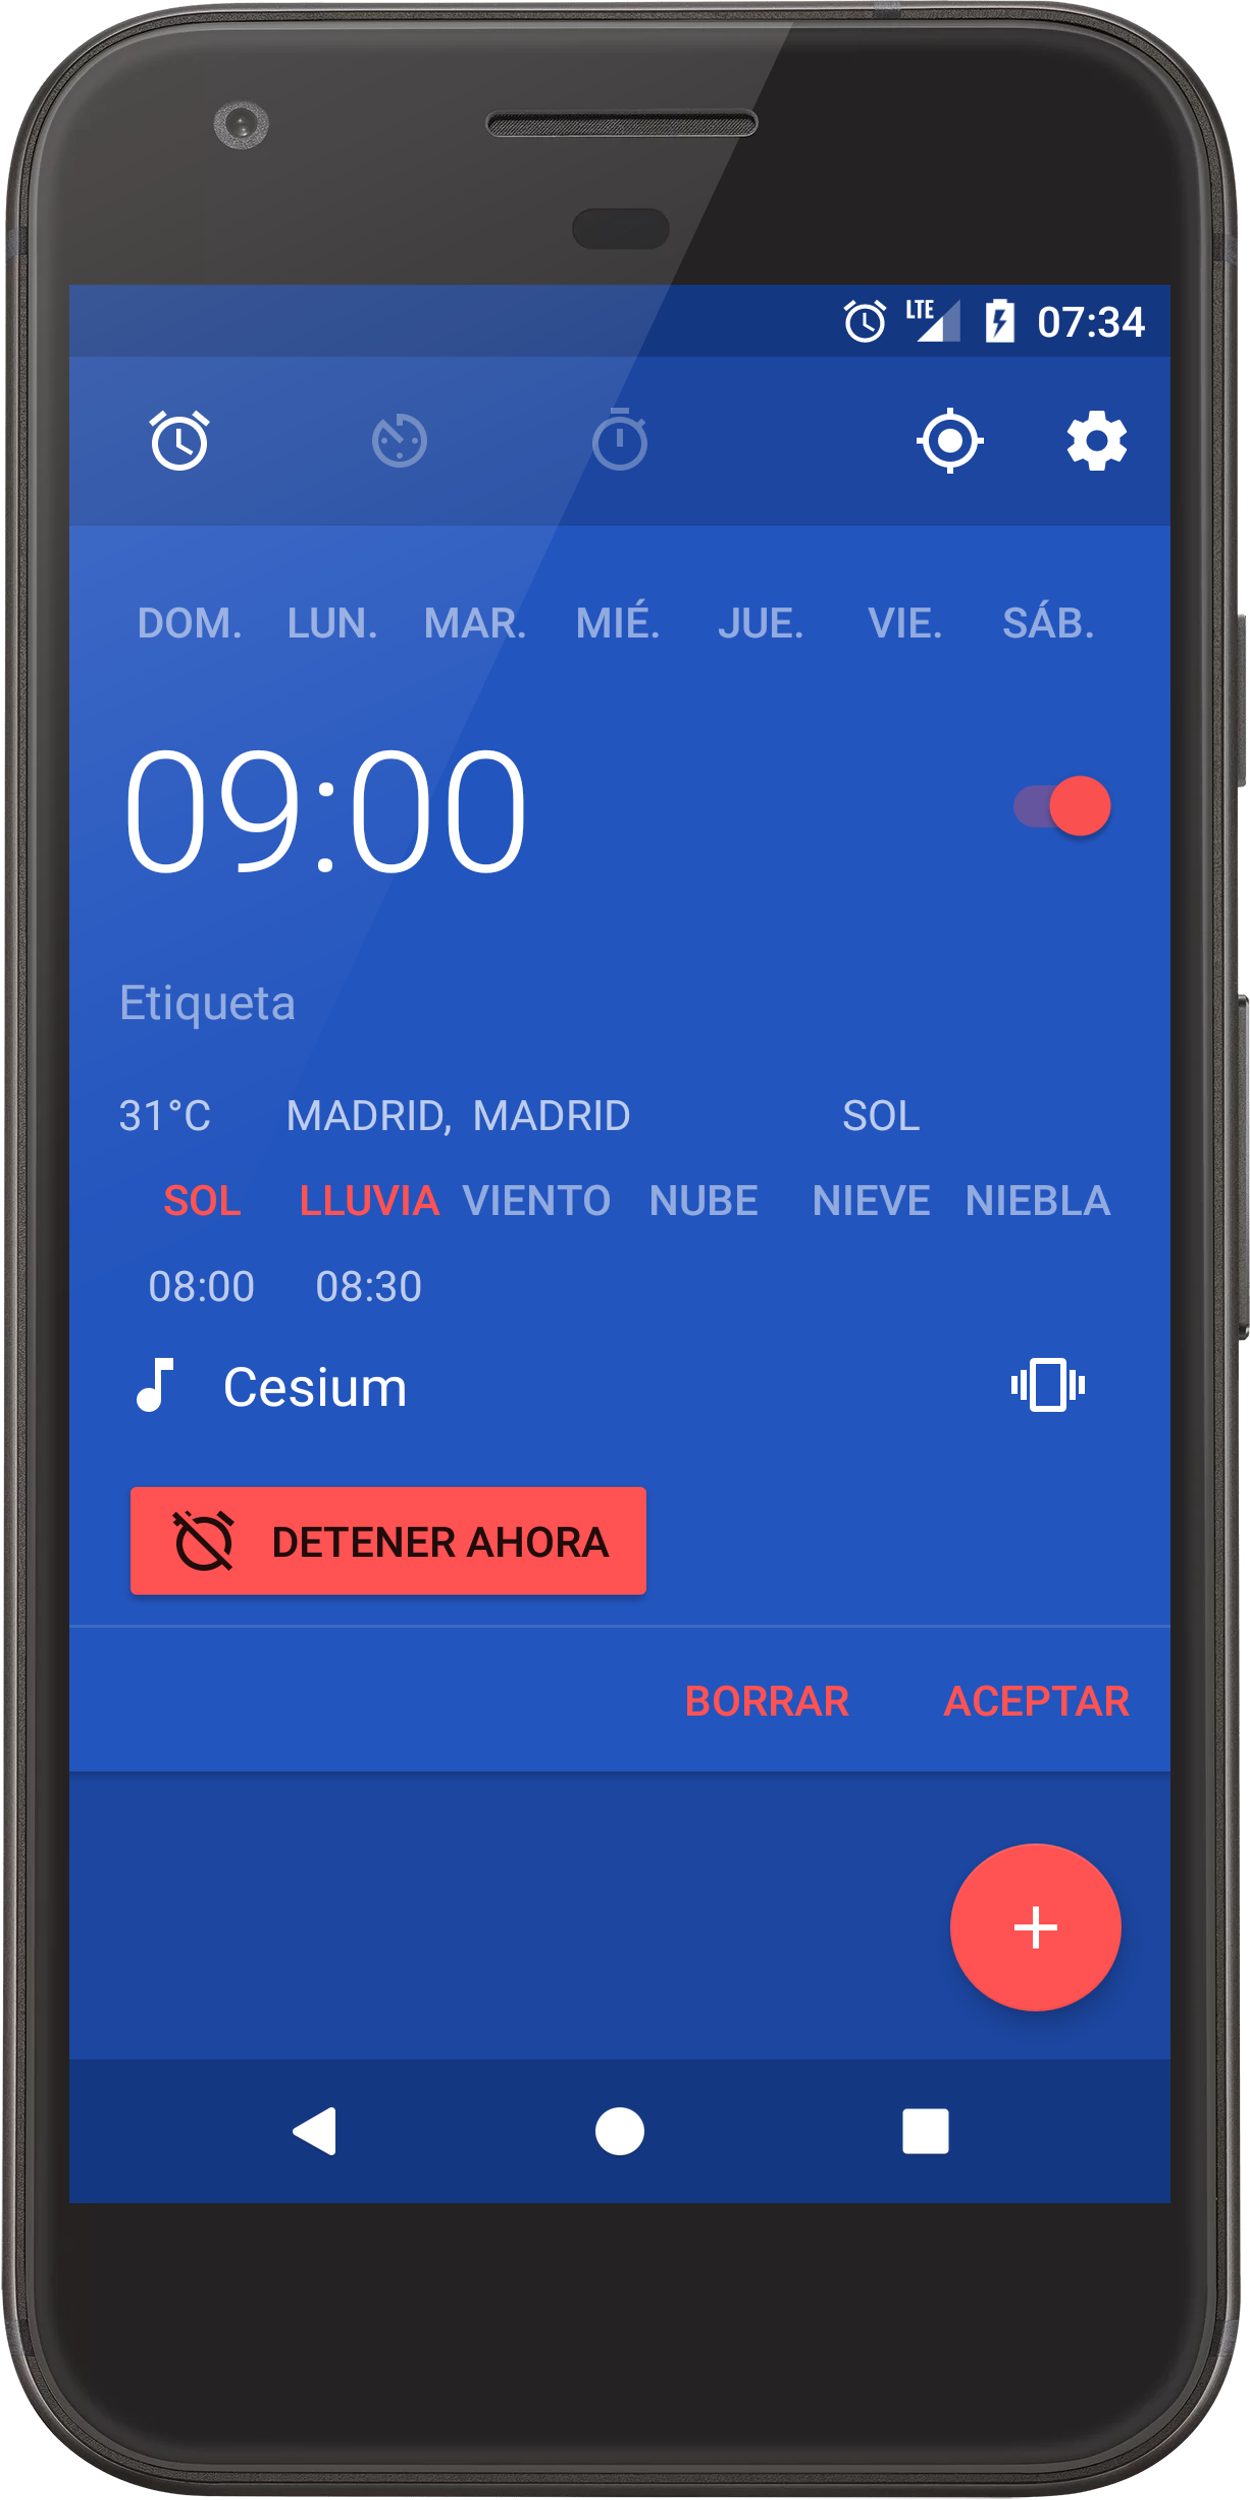 LTE 07:34
DOM. LUN. MAR. MIÉ. JUE. VIE. SÁB.
09:00
Etiqueta
31°C MADRID, MADRID SOL
SOL LLUVIA VIENTO NUBE NIEVE NIEBLA
08:00 08:30
Cesium
DETENER AHORA
BORRAR ACEPTAR